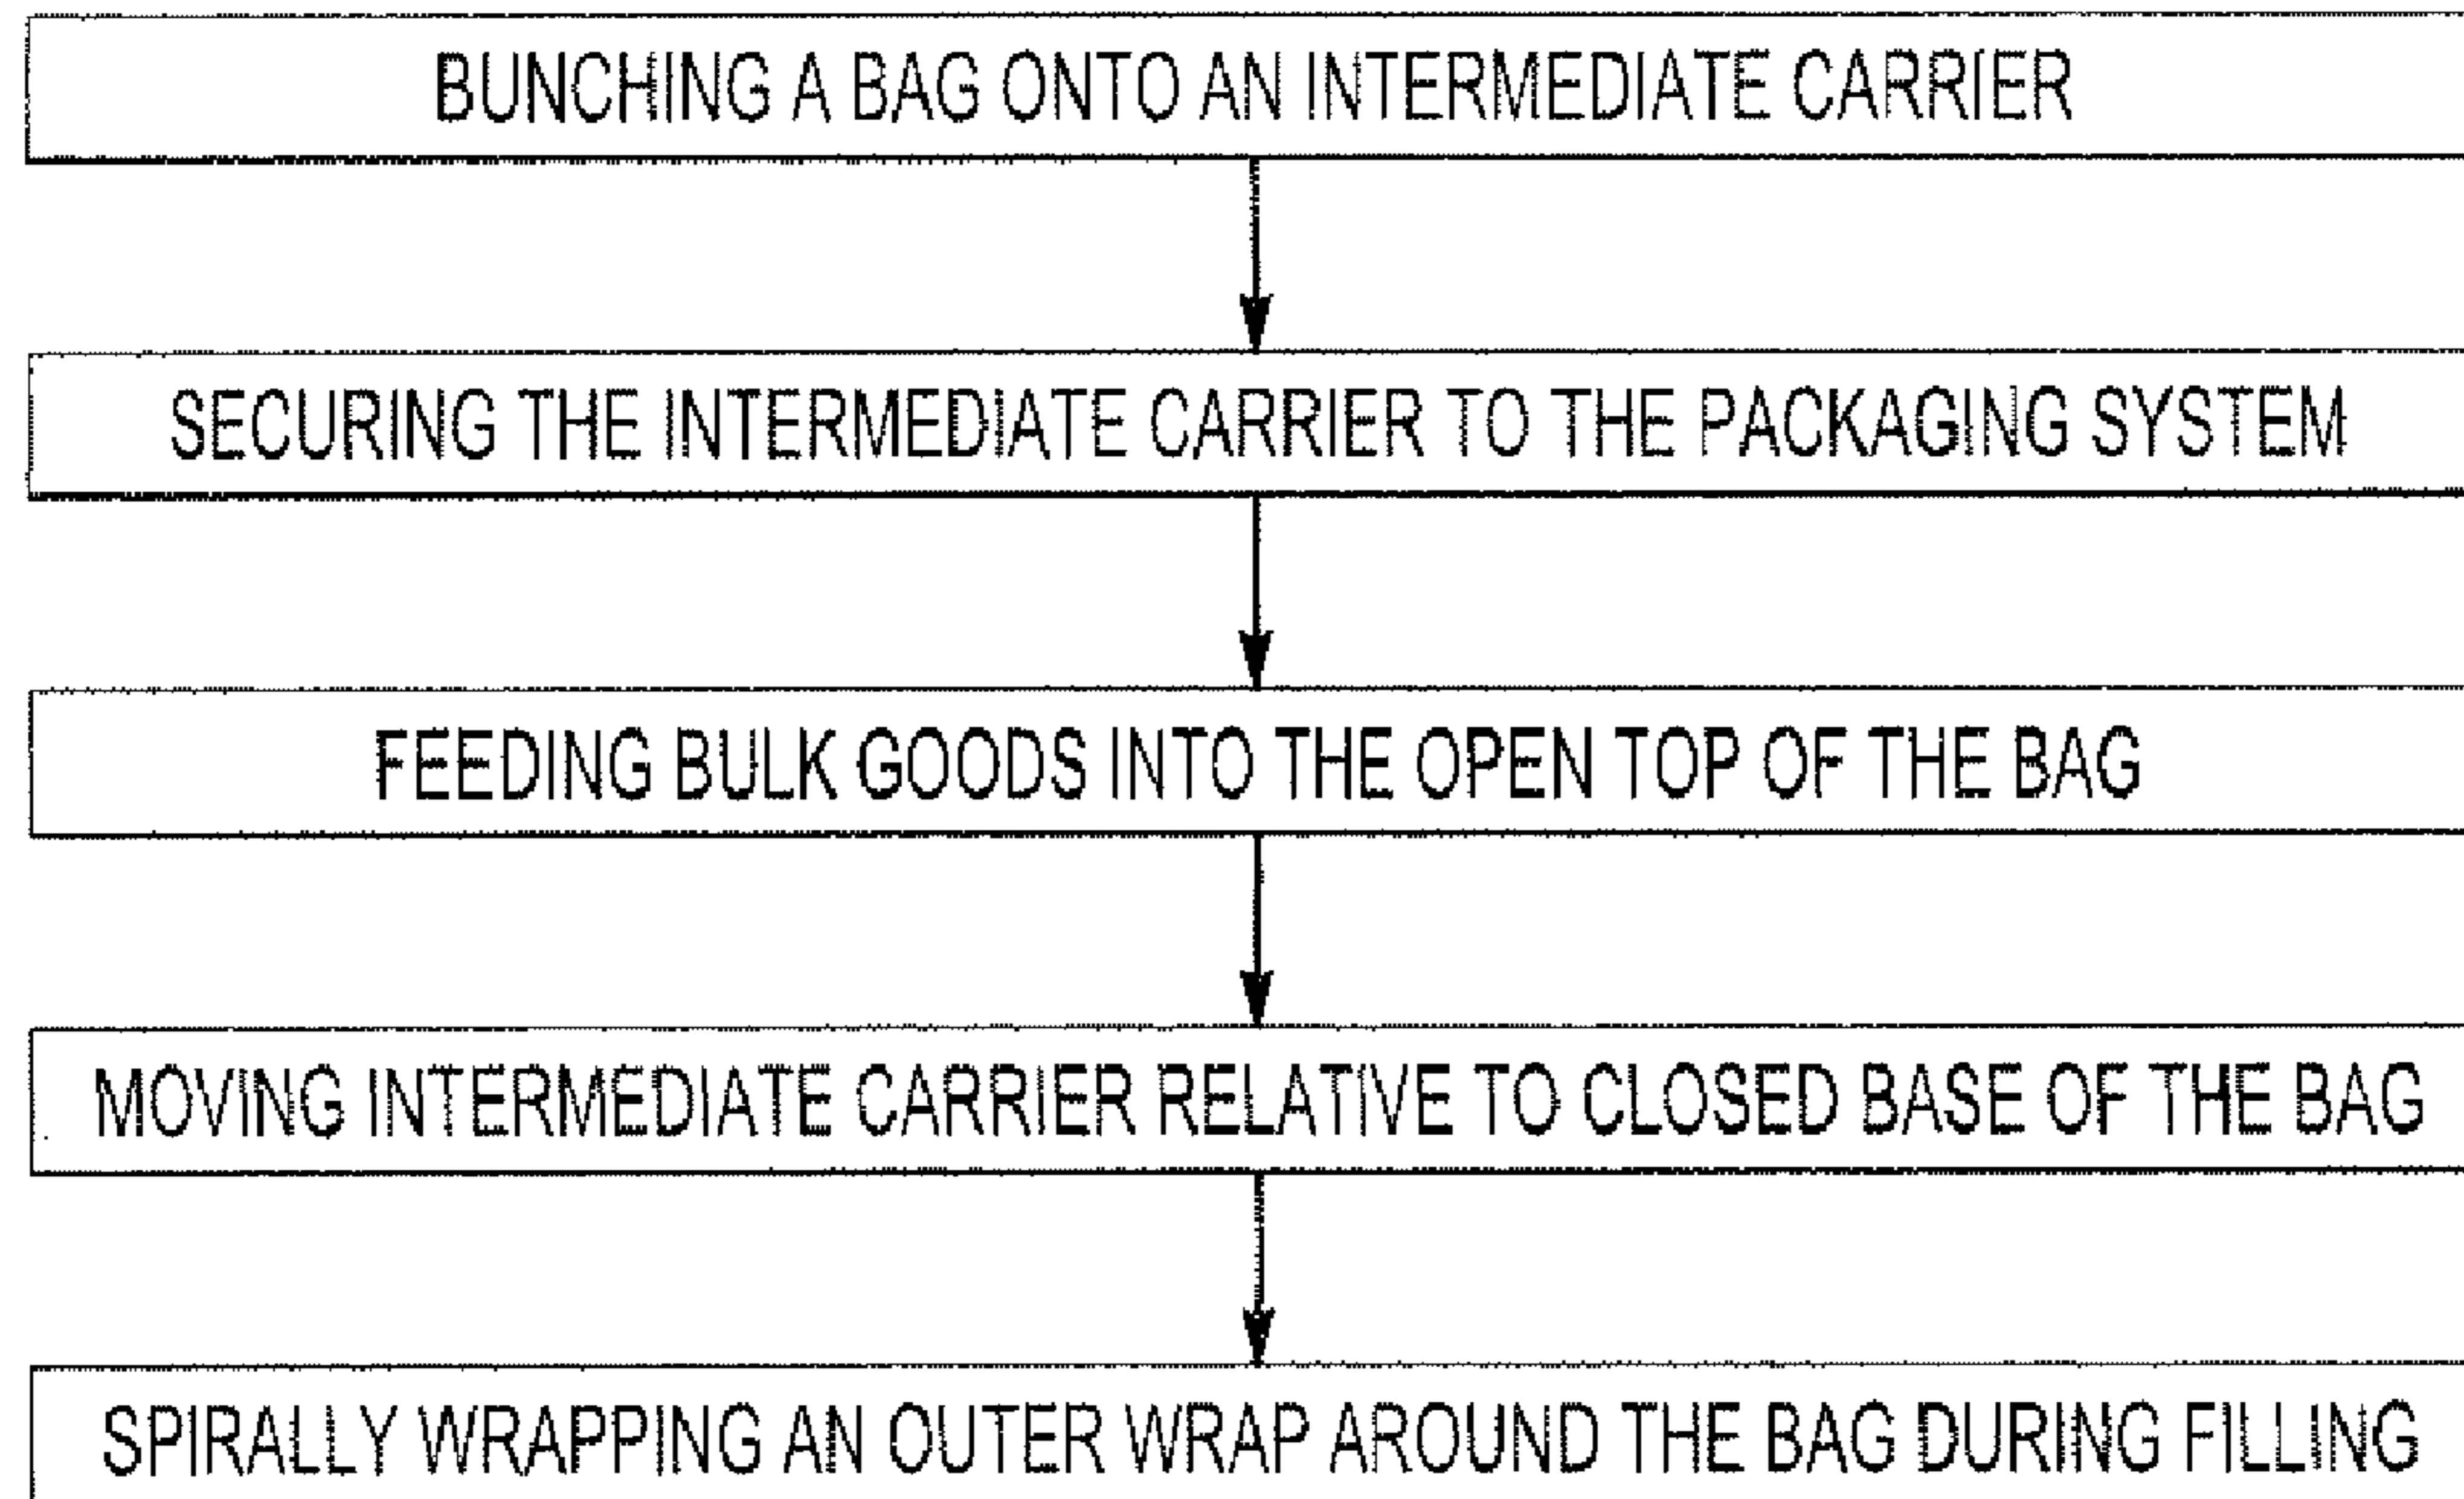 BUNCHING A BAG ONTO AN INTERMEDIATE CARRIER
SECURING THE INTERMEDIATE CARRIER TO THE PACKAGING SYSTEM
FEEDING BULK GOODS INTO THE OPEN TOP OF THE BAG
MOVING INTERMEDIATE CARRIER RELATIVE TO CLOSED BASE OF THE BAG
SPIRALLY WRAPPING AN OUTER WRAP AROUND THE BAG DURING FILLING